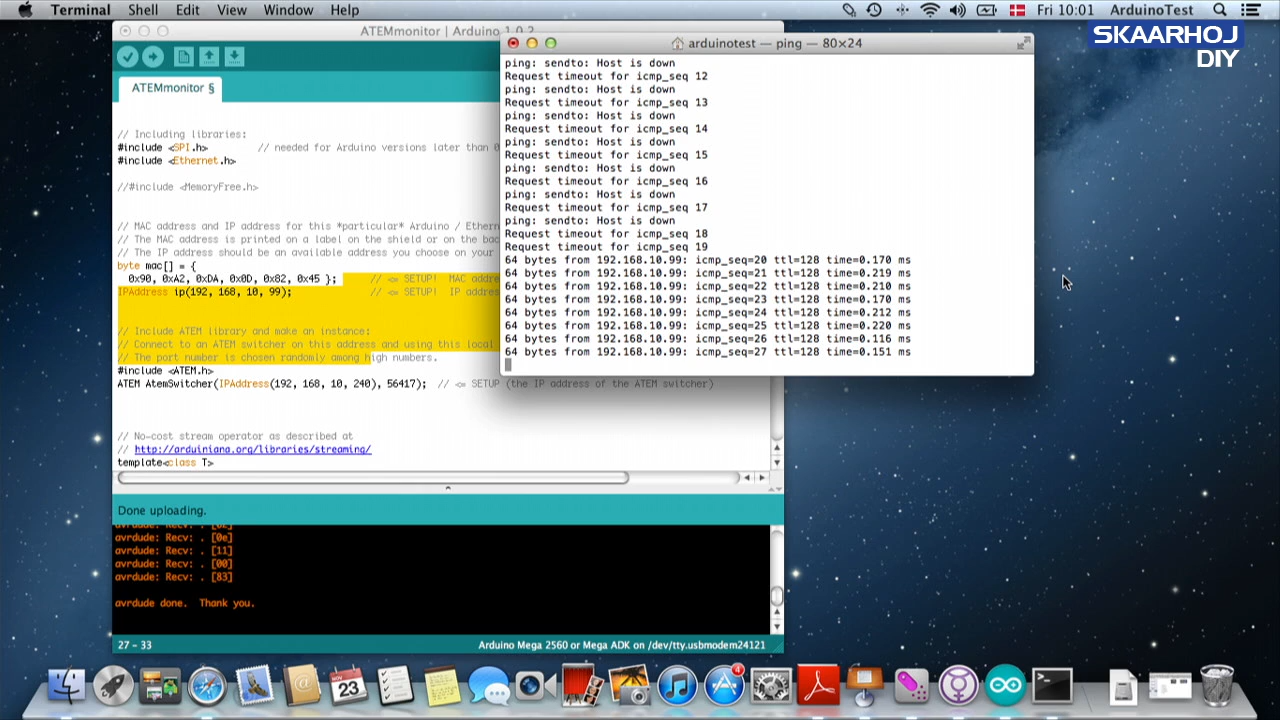 Terminal Shell Edit View Window Help
Fri 10:01 ArduinoTest
SKAARHOJ
DIY
ATEMmonitor | Arduino 1.0.2
ATEMmonitor §
// Including libraries:
#include <SPI.h> // needed for Arduino versions later than 0
#include <Ethernet.h>
//#include <MemoryFree.h>
// MAC address and IP address for this *particular* Arduino / Ethern
// The MAC address is printed on a label on the shield or on the bac
// The IP address should be an available address you choose on your
byte mac[] = {
0x90, 0xA2, 0xDA, 0x0D, 0x82, 0x45 }; // <= SETUP! MAC addre
IPAddress ip(192, 168, 10, 99); // <= SETUP! IP addres
// Include ATEM library and make an instance:
// Connect to an ATEM switcher on this address and using this local
// The port number is chosen randomly among high numbers.
#include <ATEM.h>
ATEM AtemSwitcher(IPAddress(192, 168, 10, 240), 56417); // <= SETUP (the IP address of the ATEM switcher)
// No-cost stream operator as described at
// http://arduiniana.org/libraries/streaming/
template<class T>
Done uploading.
avrdude: Recv: . [02]
avrdude: Recv: . [0e]
avrdude: Recv: . [11]
avrdude: Recv: . [00]
avrdude: Recv: . [83]
avrdude done. Thank you.
27 - 33
Arduino Mega 2560 or Mega ADK on /dev/tty.usbmodem24121
arduinotest — ping — 80×24
ping: sendto: Host is down
Request timeout for icmp_seq 12
ping: sendto: Host is down
Request timeout for icmp_seq 13
ping: sendto: Host is down
Request timeout for icmp_seq 14
ping: sendto: Host is down
Request timeout for icmp_seq 15
ping: sendto: Host is down
Request timeout for icmp_seq 16
ping: sendto: Host is down
Request timeout for icmp_seq 17
ping: sendto: Host is down
Request timeout for icmp_seq 18
Request timeout for icmp_seq 19
64 bytes from 192.168.10.99: icmp_seq=20 ttl=128 time=0.170 ms
64 bytes from 192.168.10.99: icmp_seq=21 ttl=128 time=0.219 ms
64 bytes from 192.168.10.99: icmp_seq=22 ttl=128 time=0.210 ms
64 bytes from 192.168.10.99: icmp_seq=23 ttl=128 time=0.170 ms
64 bytes from 192.168.10.99: icmp_seq=24 ttl=128 time=0.212 ms
64 bytes from 192.168.10.99: icmp_seq=25 ttl=128 time=0.220 ms
64 bytes from 192.168.10.99: icmp_seq=26 ttl=128 time=0.116 ms
64 bytes from 192.168.10.99: icmp_seq=27 ttl=128 time=0.151 ms
23
4